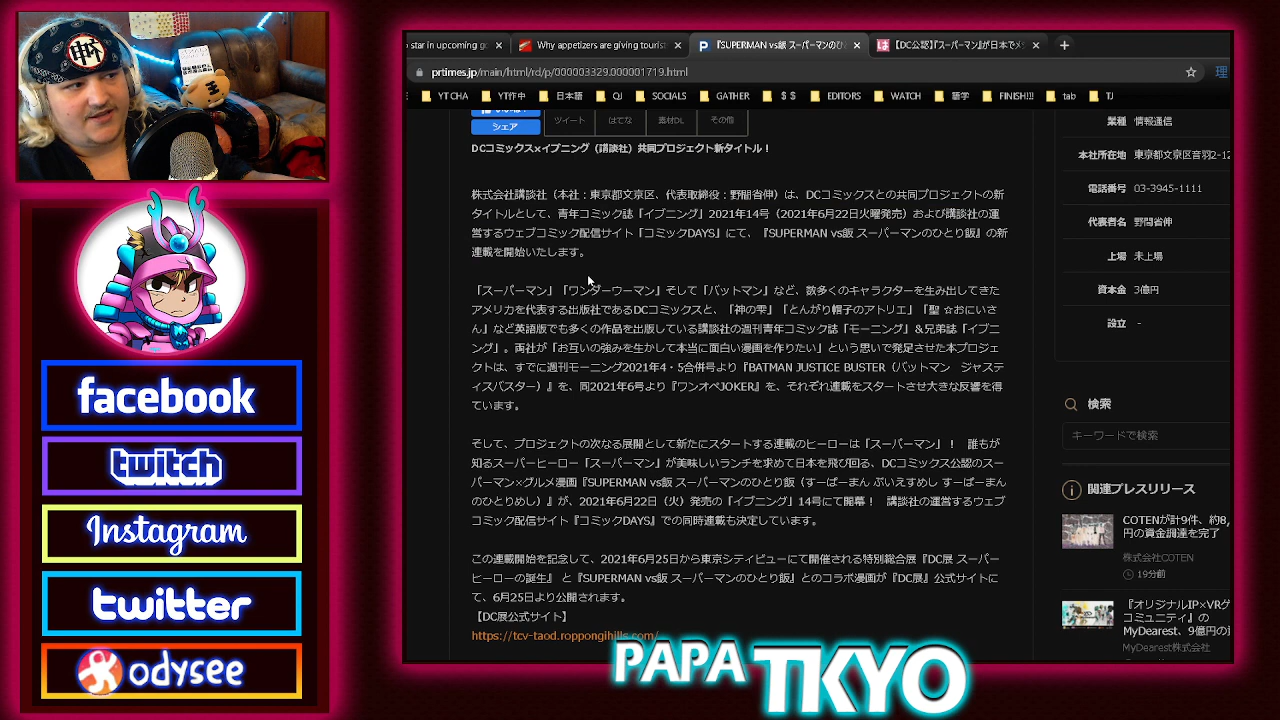 star in upcoming g
Why appetizers are giving tourist
『SUPERMAN vs飯 スーパーマンのひ
【DC公認】『スーパーマン』が日本でメ
prtimes.jp/main/html/rd/p/000003329.000001719.html
YT CHA
YT作中
日本語
QJ
SOCIALS
GATHER
$ $
EDITORS
WATCH
語学
FINISH!!!
tab
TJ
シェア
ツイート
はてな
素材DL
その他
DCコミックス×イブニング（講談社）共同プロジェクト新タイトル！
株式会社講談社（本社：東京都文京区、代表取締役：野間省伸）は、DCコミックスとの共同プロジェクトの新
タイトルとして、青年コミック誌「イブニング」2021年14号（2021年6月22日火曜発売）および講談社の運
営するウェブコミック配信サイト「コミックDAYS」にて、『SUPERMAN vs飯 スーパーマンのひとり飯』の新
連載を開始いたします。
「スーパーマン」「ワンダーウーマン」そして「バットマン」など、数多くのキャラクターを生み出してきた
アメリカを代表する出版社であるDCコミックスと、「神の雫」「とんがり帽子のアトリエ」「聖☆おにいさ
ん」など英語版でも多くの作品を出版している講談社の週刊青年コミック誌「モーニング」＆兄弟誌「イブニ
ング」。両社が「お互いの強みを生かして本当に面白い漫画を作りたい」という思いで発足させた本プロジェ
クトは、すでに週刊モーニング2021年4・5合併号より『BATMAN JUSTICE BUSTER（バットマン　ジャステ
ィスバスター）』を、同2021年6号より『ワンオペJOKER』を、それぞれ連載をスタートさせ大きな反響を得
ています。
そして、プロジェクトの次なる展開として新たにスタートする連載のヒーローは「スーパーマン」！　誰もが
知るスーパーヒーロー「スーパーマン」が美味しいランチを求めて日本を飛び回る、DCコミックス公認のスー
パーマン×グルメ漫画『SUPERMAN vs飯 スーパーマンのひとり飯（すーぱーまん ぶいえすめし すーぱーまん
のひとりめし）』が、2021年6月22日（火）発売の「イブニング」14号にて開幕！　講談社の運営するウェブ
コミック配信サイト『コミックDAYS』での同時連載も決定しています。
この連載開始を記念して、2021年6月25日から東京シティビューにて開催される特別総合展『DC展 スーパー
ヒーローの誕生』 と『SUPERMAN vs飯 スーパーマンのひとり飯』とのコラボ漫画が『DC展』公式サイトに
て、6月25日より公開されます。
【DC展公式サイト】
https://tcv-taod.roppongihills.com/
業種 情報通信
本社所在地 東京都文京区音羽2-12
電話番号 03-3945-1111
代表者名 野間省伸
上場 未上場
資本金 3億円
設立 -
検索
キーワードで検索
関連プレスリリース
COTENが計9件、約8,
円の資金調達を完了
株式会社COTEN
19分前
『オリジナルIP×VRゲ
コミュニティ』の
MyDearest、9億円の
MyDearest株式会社
facebook
twitch
Instagram
twitter
odysee
PAPA TKYO